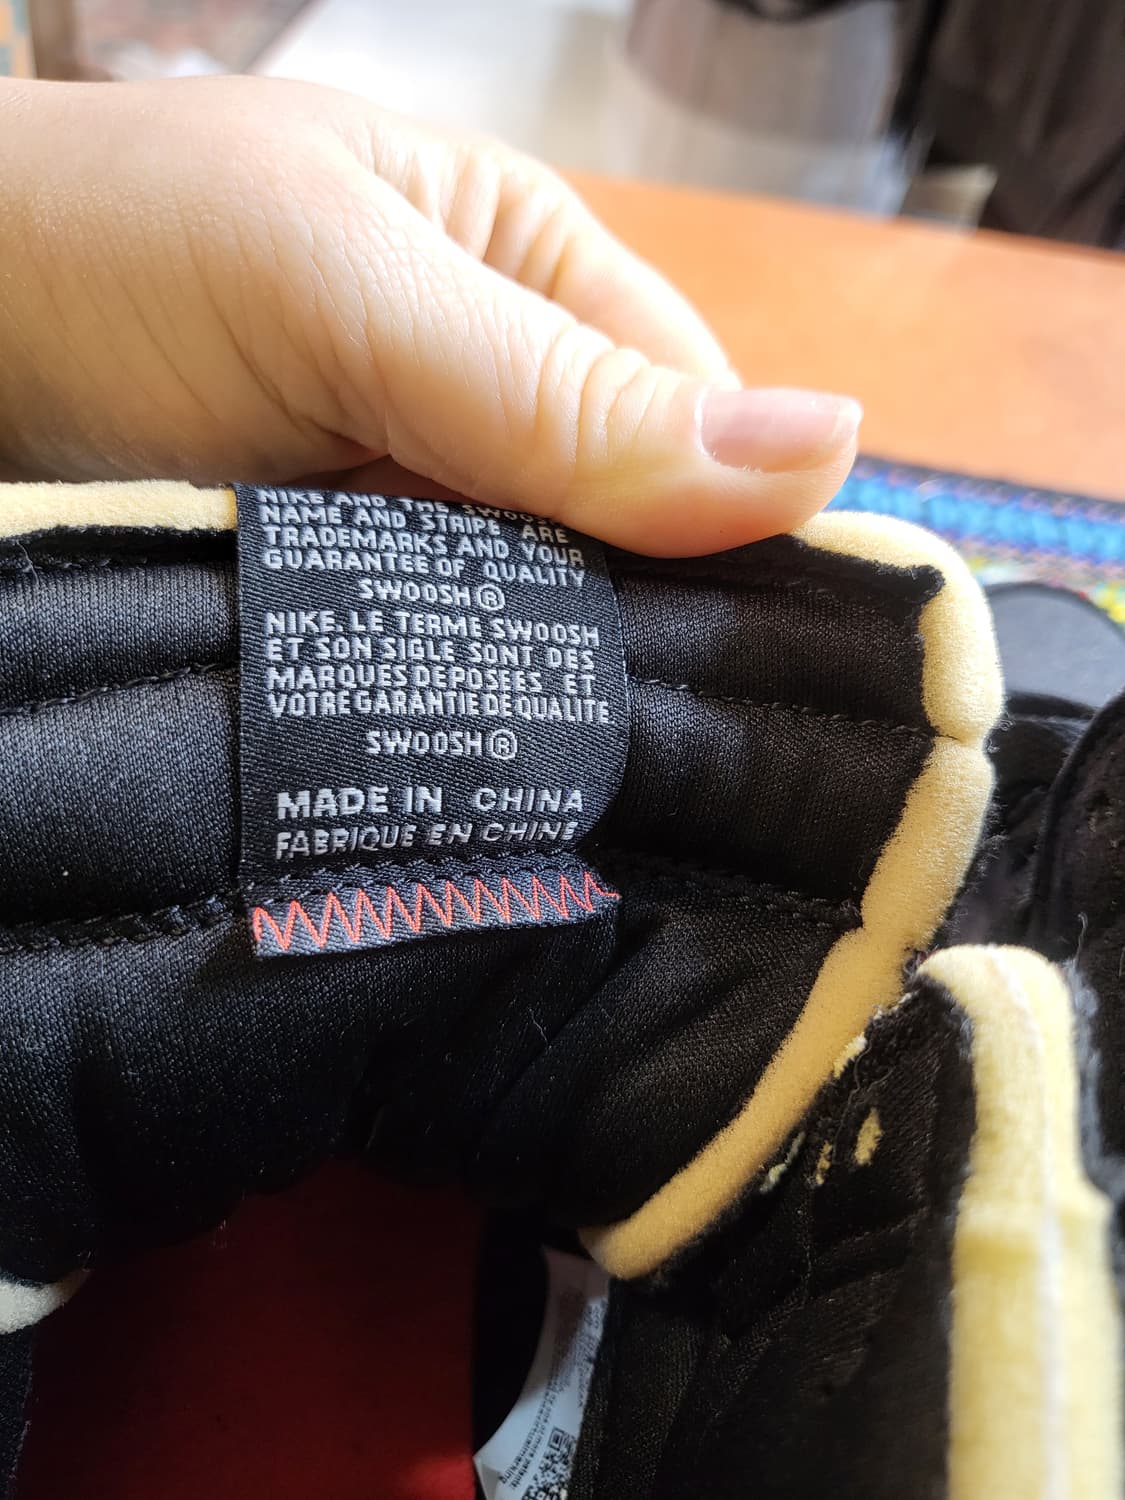 NIKE AND THE SWOOSH
NAME AND STRIPE ARE
TRADEMARKS AND YOUR
GUARANTEE OF QUALITY
SWOOSH®
NIKE, LE TERME SWOOSH
ET SON SIGLE SONT DES
MARQUES DEPOSEES ET
VOTRE GARANTIE DE QUALITE
SWOOSH®
MADE IN CHINA
FABRIQUE EN CHINE